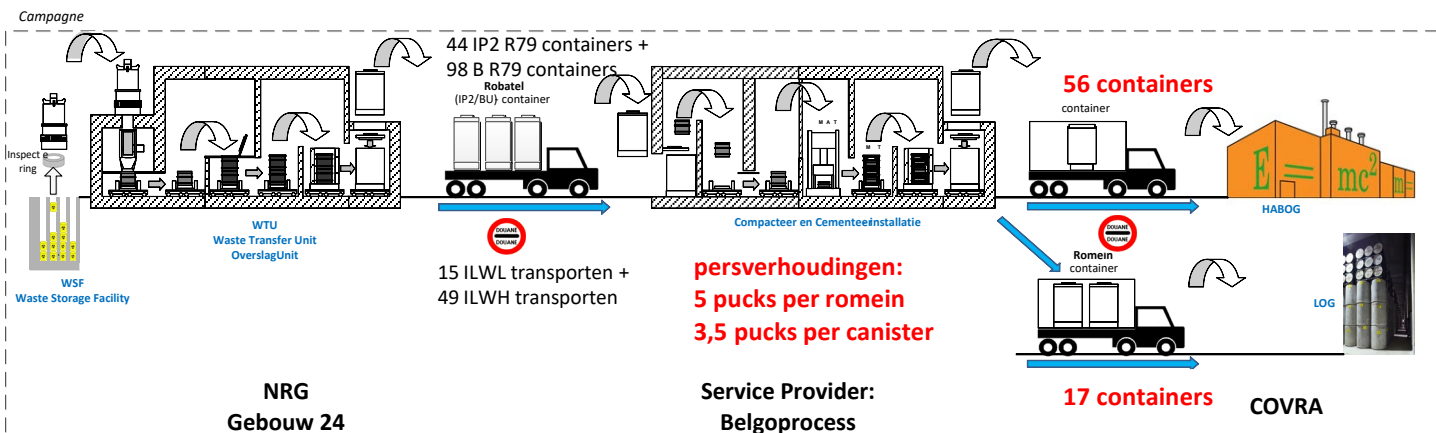 Campagne
Inspect e
ring
WSF
Waste Storage Facility
WTU
Waste Transfer Unit
OverslagUnit
NRG
Gebouw 24
44 IP2 R79 containers +
98 B R79 containers
Robatel
(IP2/BU)- container
DOUANE
DOUANE
15 ILWL transporten +
49 ILWH transporten
M A T
M T
Compacteer en Cementeerinstallatie
persverhoudingen:
5 pucks per romein
3,5 pucks per canister
Service Provider:
Belgoprocess
56 containers
container
DOUANE
DOUANE
Romein
container
17 containers
E = mc2
m =
HABOG
LOG
COVRA